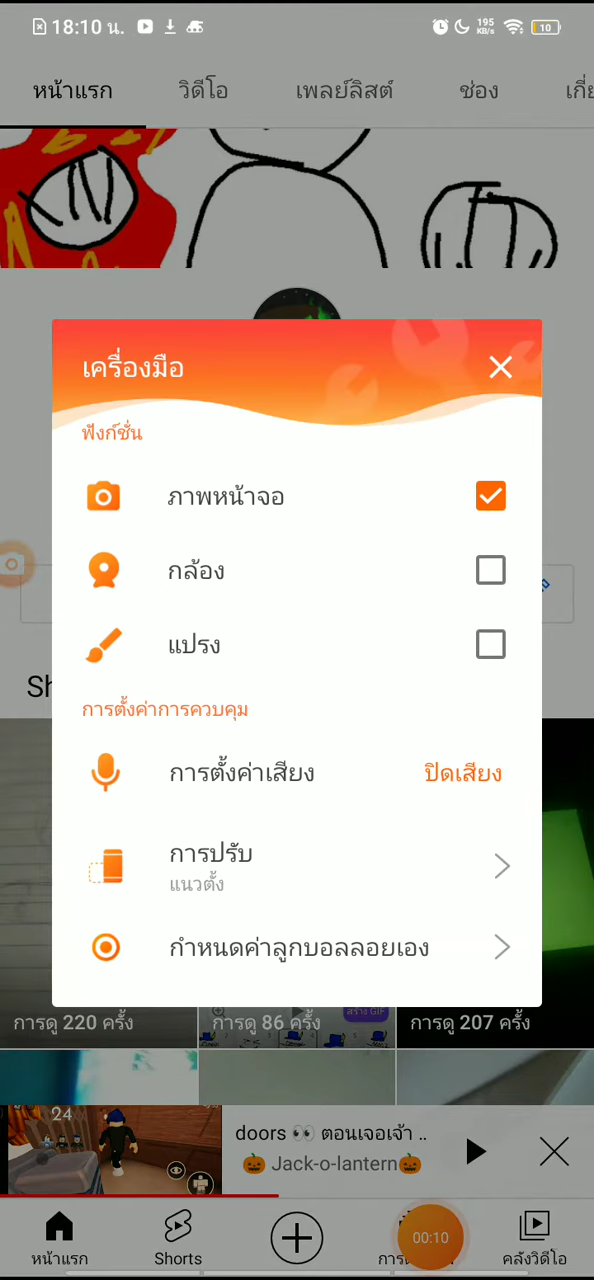 18:10 น.
195 KB/s
10
หน้าแรก
วิดีโอ
เพลย์ลิสต์
ช่อง
เครื่องมือ
ฟังก์ชั่น
ภาพหน้าจอ
กล้อง
แปรง
การตั้งค่าการควบคุม
การตั้งค่าเสียง
ปิดเสียง
การปรับ
แนวตั้ง
กำหนดค่าลูกบอลลอยเอง
สร้าง GIF
การดู 220 ครั้ง
การดู 86 ครั้ง
การดู 207 ครั้ง
24
doors 👀 ตอนเจอเจ้า ..
🎃 Jack-o-lantern🎃
00:10
หน้าแรก
Shorts
คลังวิดีโอ